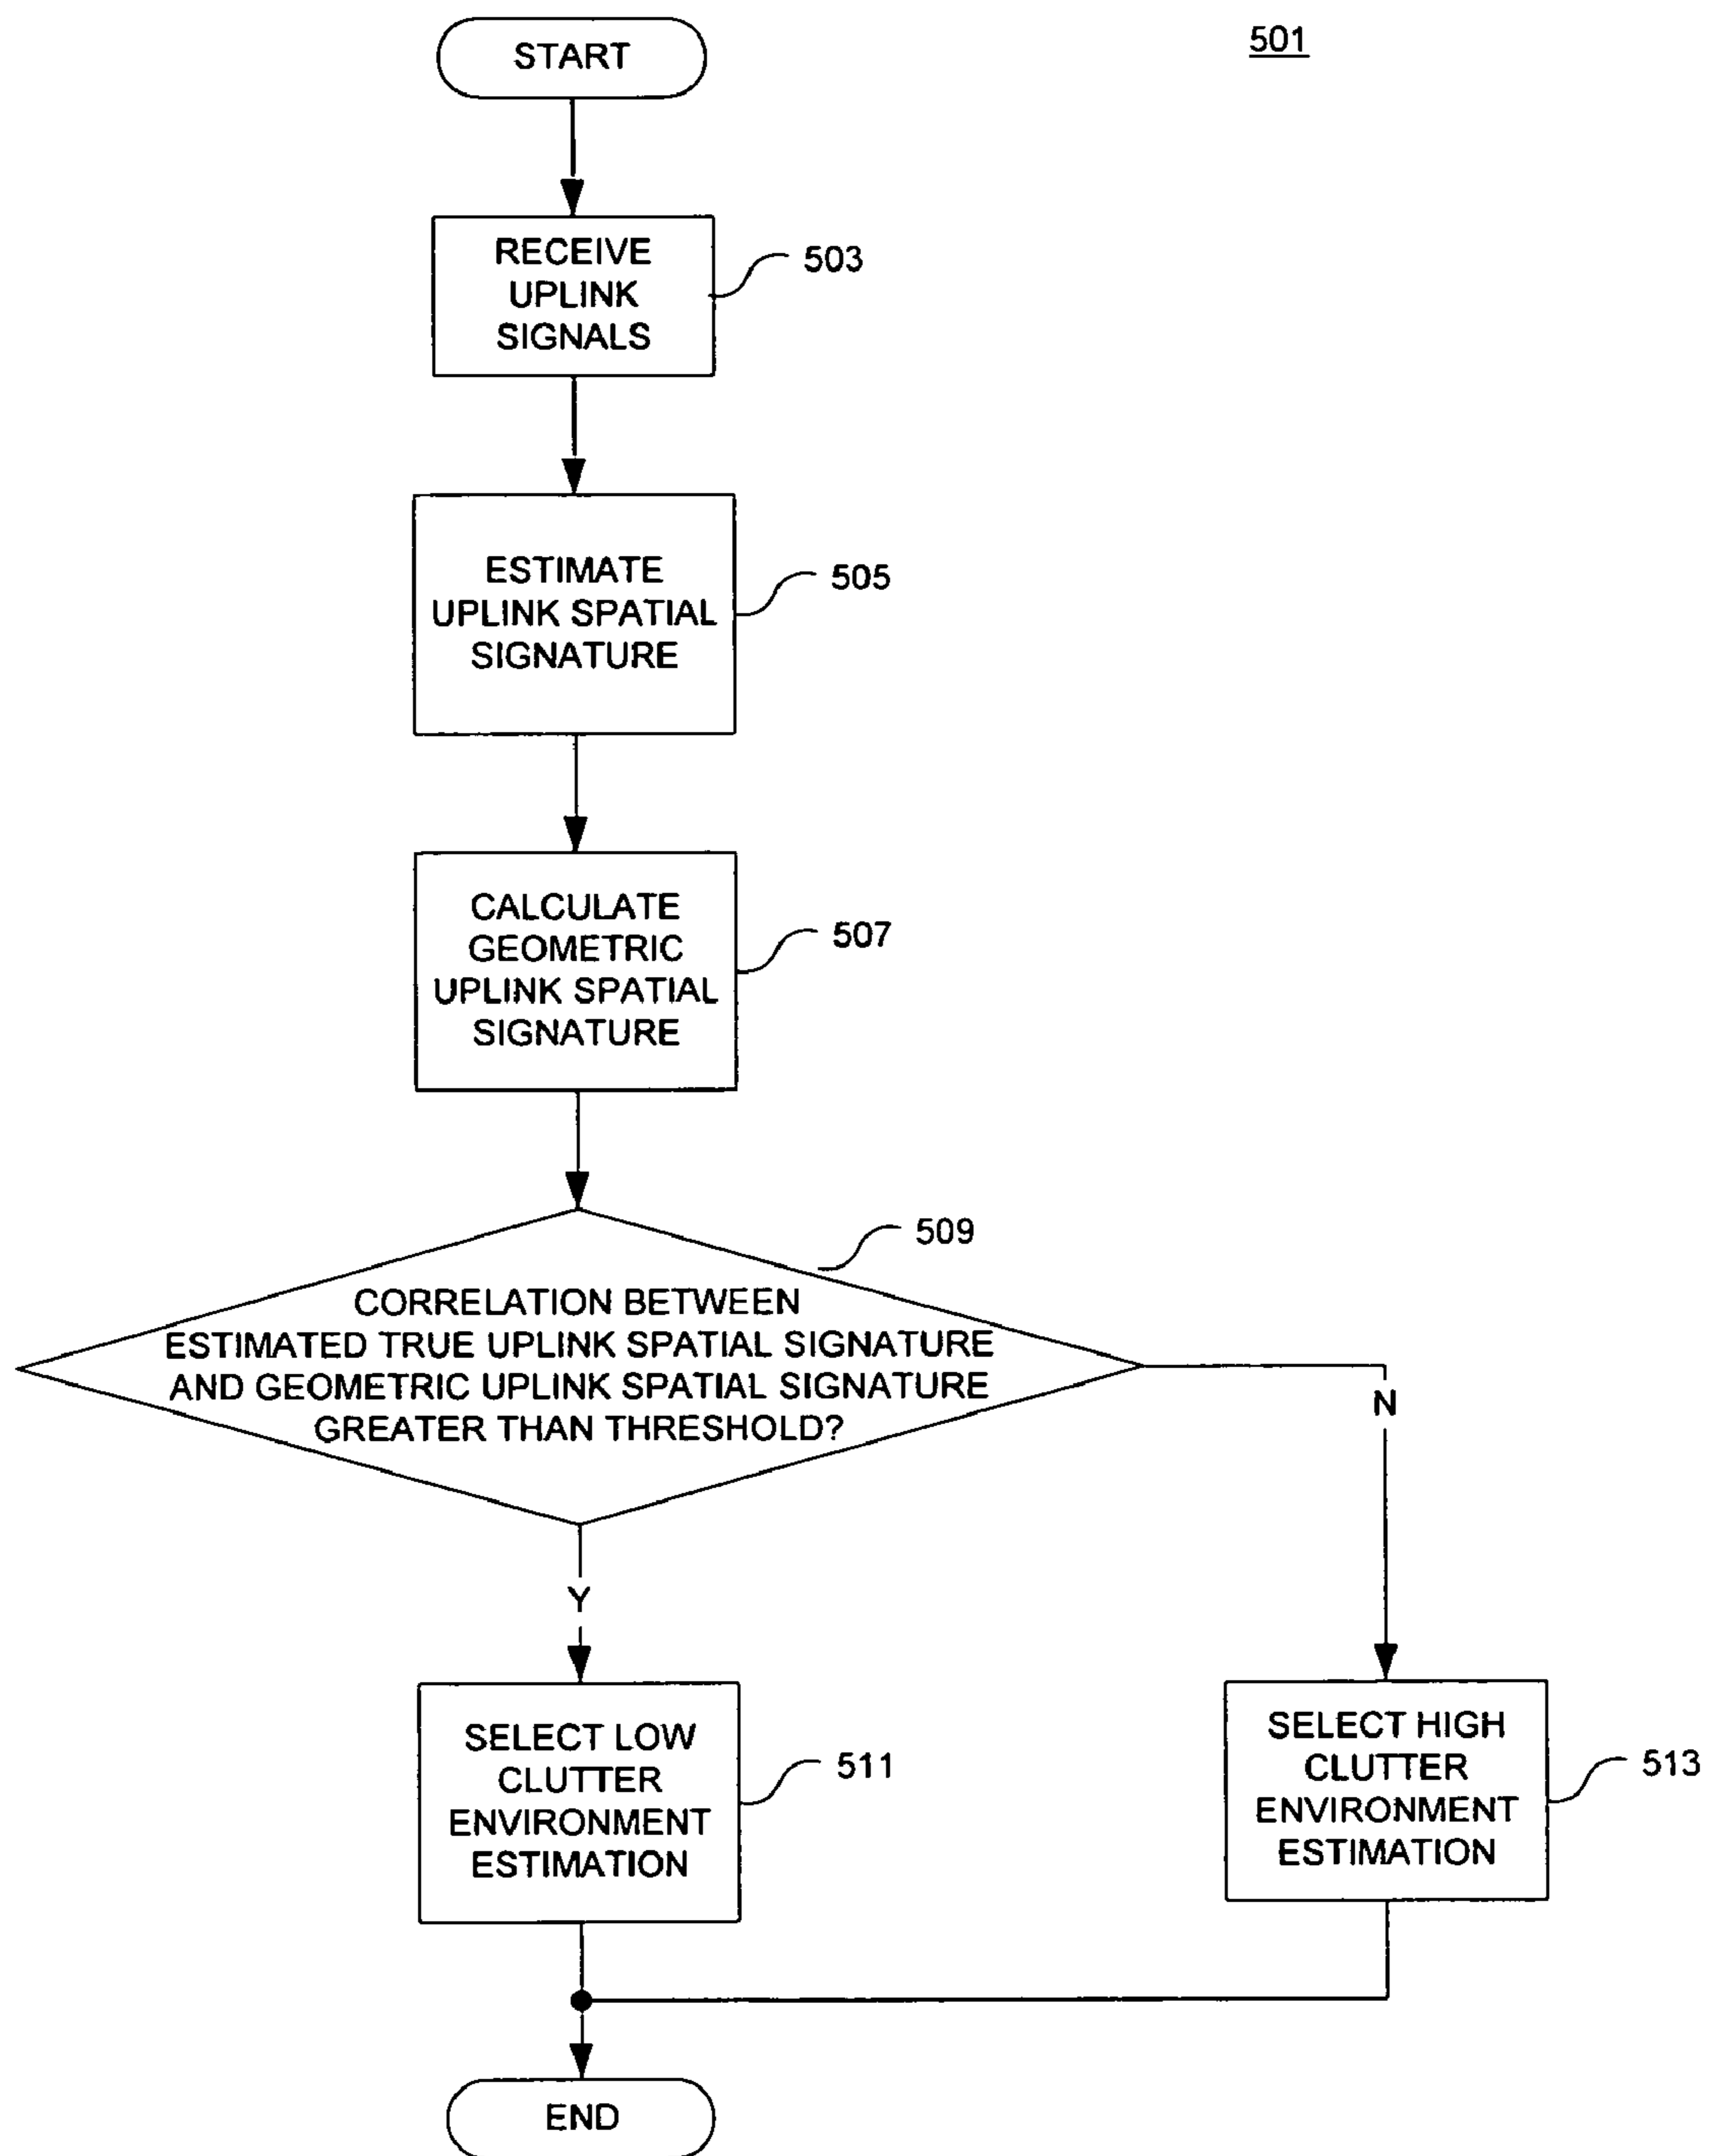 START
501
RECEIVE
UPLINK
SIGNALS
503
ESTIMATE
UPLINK SPATIAL
SIGNATURE
505
CALCULATE
GEOMETRIC
UPLINK SPATIAL
SIGNATURE
507
509
CORRELATION BETWEEN
ESTIMATED TRUE UPLINK SPATIAL SIGNATURE
AND GEOMETRIC UPLINK SPATIAL SIGNATURE
GREATER THAN THRESHOLD?
N
Y
SELECT LOW
CLUTTER
ENVIRONMENT
ESTIMATION
511
SELECT HIGH
CLUTTER
ENVIRONMENT
ESTIMATION
513
END